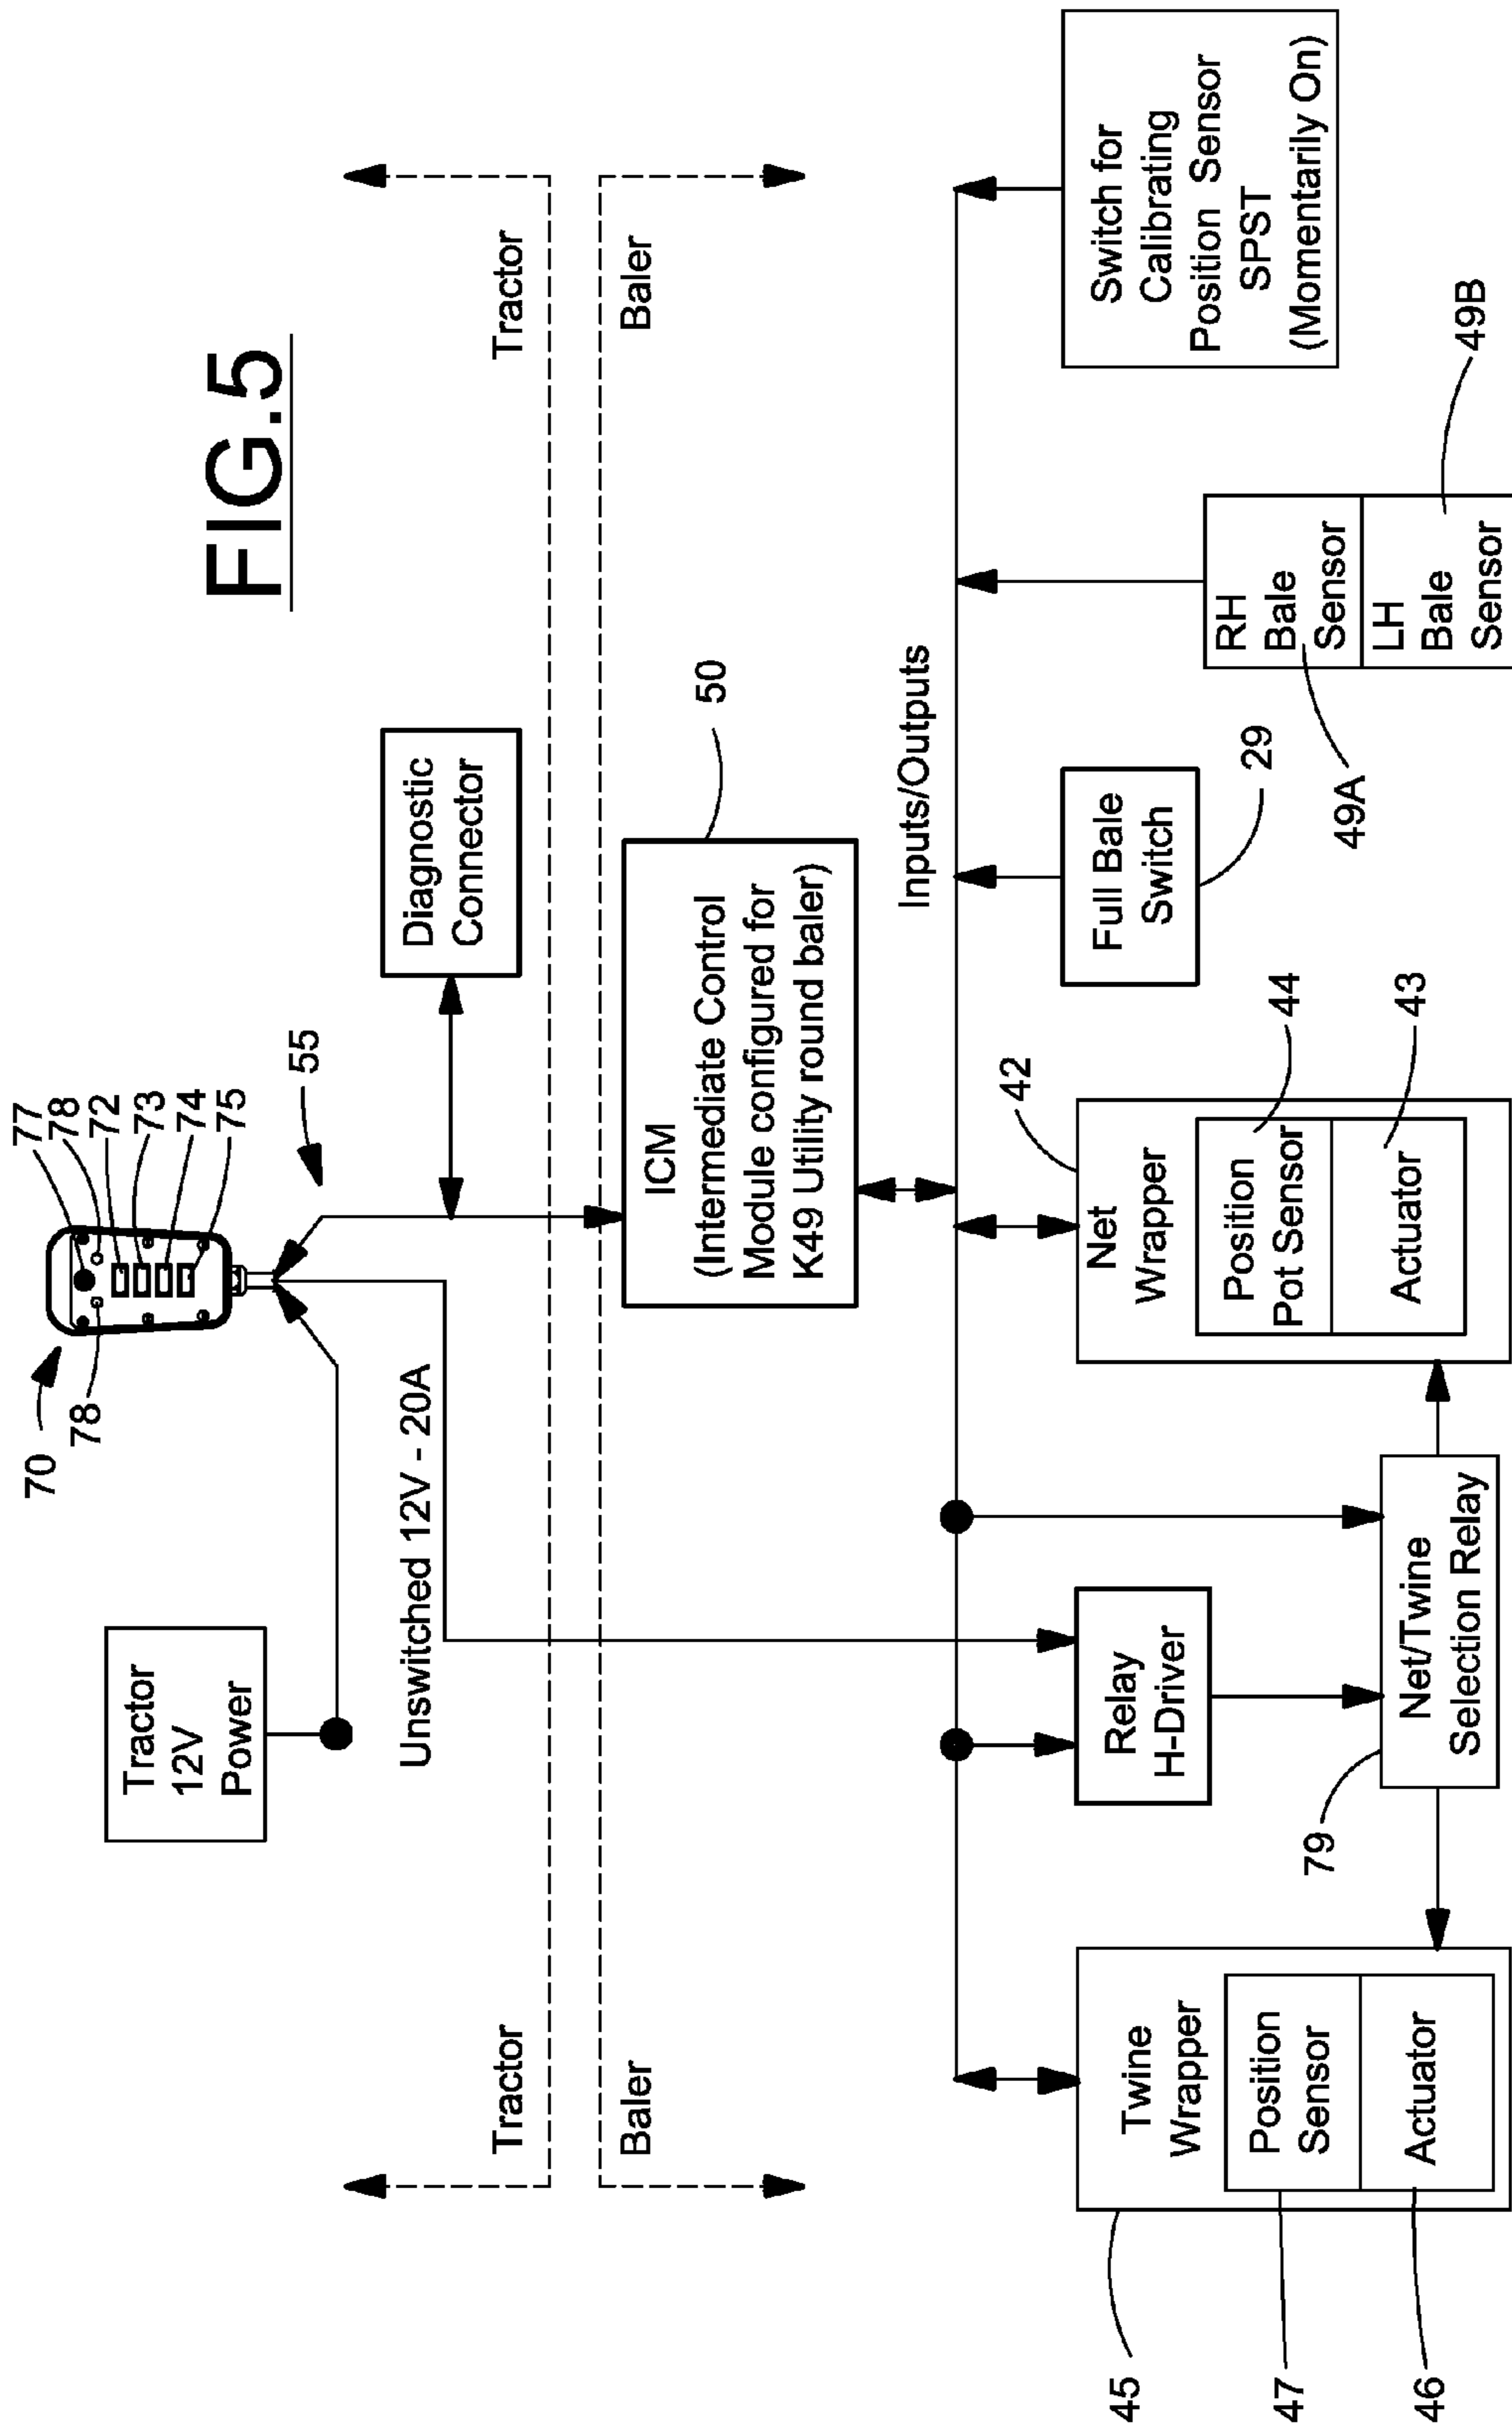 FIG.5
70
77
78
72
73
74
75
78
55
Tractor
12V
Power
Unswitched 12V - 20A
Diagnostic
Connector
Tractor
Tractor
Baler
Baler
ICM
(Intermediate Control
Module configured for
K49 Utility round baler)
50
Inputs/Outputs
45
Twine
Wrapper
Position
Sensor
Actuator
47
46
Relay
H-Driver
79
Net/Twine
Selection Relay
42
Net
Wrapper
Position
Pot Sensor
Actuator
44
43
Full Bale
Switch
29
RH
Bale
Sensor
LH
Bale
Sensor
49A
49B
Switch for
Calibrating
Position Sensor
SPST
(Momentarily On)